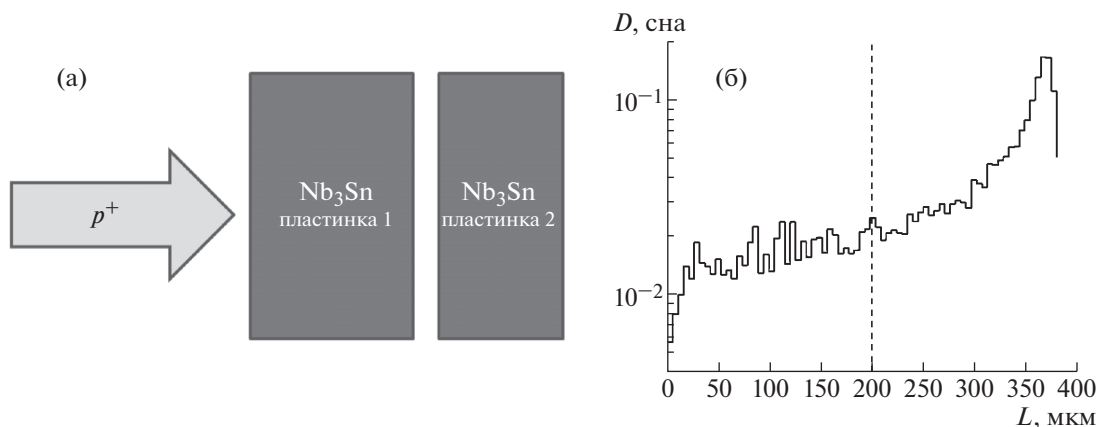 (а)
p⁺
Nb₃Sn
пластинка 1
Nb₃Sn
пластинка 2
D, сна
(б)
10⁻¹
10⁻²
0 50 100 150 200 250 300 350 400
L, мкм